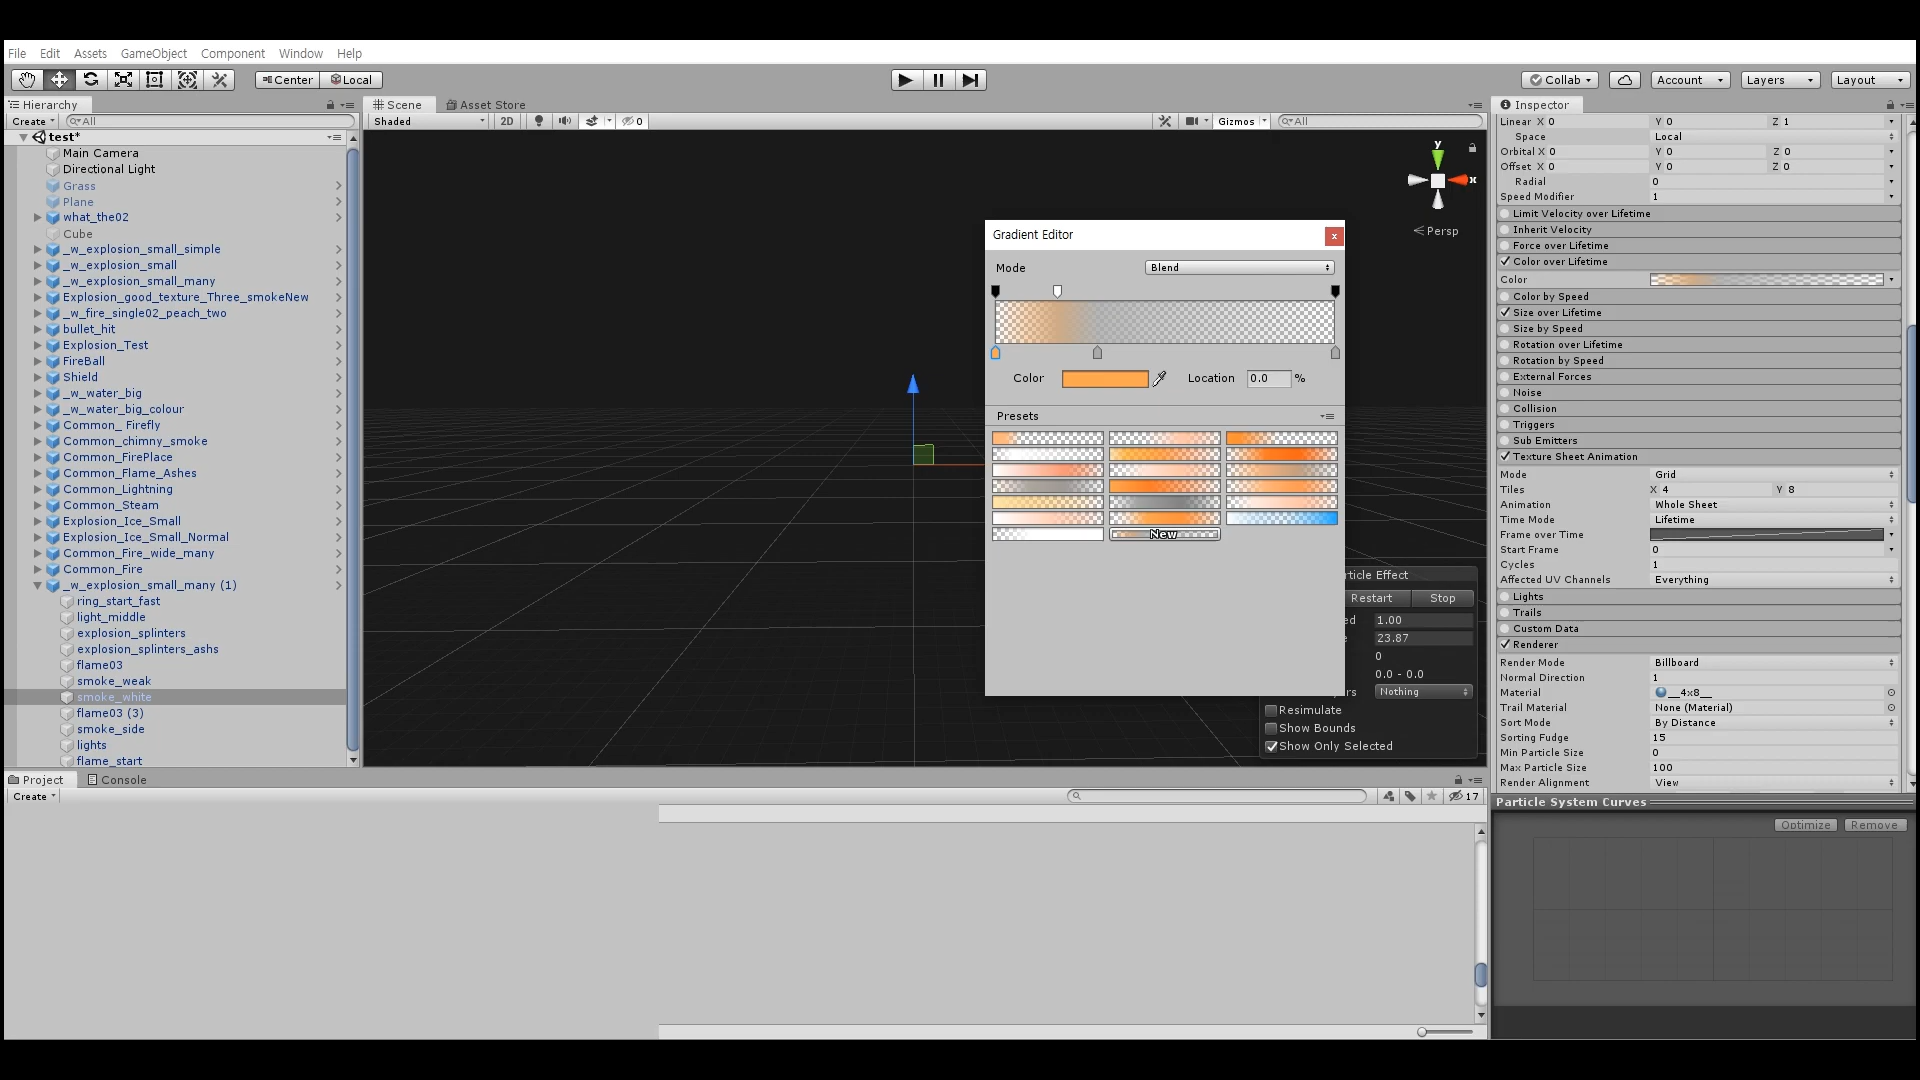 File Edit Assets GameObject Component Window Help
Center Local Collab Account Layers Layout
Hierarchy
Create All
test*
Main Camera
Directional Light
Grass
Plane
what_the02
Cube
_w_explosion_small_simple
_w_explosion_small
_w_explosion_small_many
Explosion_good_texture_Three_smokeNew
_w_fire_single02_peach_two
bullet_hit
Explosion_Test
FireBall
Shield
_w_water_big
_w_water_big_colour
Common_ Firefly
Common_chimny_smoke
Common_FirePlace
Common_Flame_Ashes
Common_Lightning
Common_Steam
Explosion_Ice_Small
Explosion_Ice_Small_Normal
Common_Fire_wide_many
Common_Fire
_w_explosion_small_many (1)
ring_start_fast
light_middle
explosion_splinters
explosion_splinters_ashs
flame03
smoke_weak
smoke_white
flame03 (3)
smoke_side
lights
flame_start
Scene Asset Store
Shaded 2D 0 Gizmos All
y
x
Persp
Gradient Editor
x
Mode Blend
Color Location 0.0 %
Presets
New
rticle Effect
Restart Stop
ed 1.00
e 23.87
0
0.0 - 0.0
rs Nothing
Resimulate
Show Bounds
Show Only Selected
Inspector
Linear X 0 Y 0 Z 1
Space Local
Orbital X 0 Y 0 Z 0
Offset X 0 Y 0 Z 0
Radial 0
Speed Modifier 1
Limit Velocity over Lifetime
Inherit Velocity
Force over Lifetime
Color over Lifetime
Color
Color by Speed
Size over Lifetime
Size by Speed
Rotation over Lifetime
Rotation by Speed
External Forces
Noise
Collision
Triggers
Sub Emitters
Texture Sheet Animation
Mode Grid
Tiles X 4 Y 8
Animation Whole Sheet
Time Mode Lifetime
Frame over Time
Start Frame 0
Cycles 1
Affected UV Channels Everything
Lights
Trails
Custom Data
Renderer
Render Mode Billboard
Normal Direction 1
Material __4x8__
Trail Material None (Material)
Sort Mode By Distance
Sorting Fudge 15
Min Particle Size 0
Max Particle Size 100
Render Alignment View
Particle System Curves
Optimize Remove
Project Console
Create 17